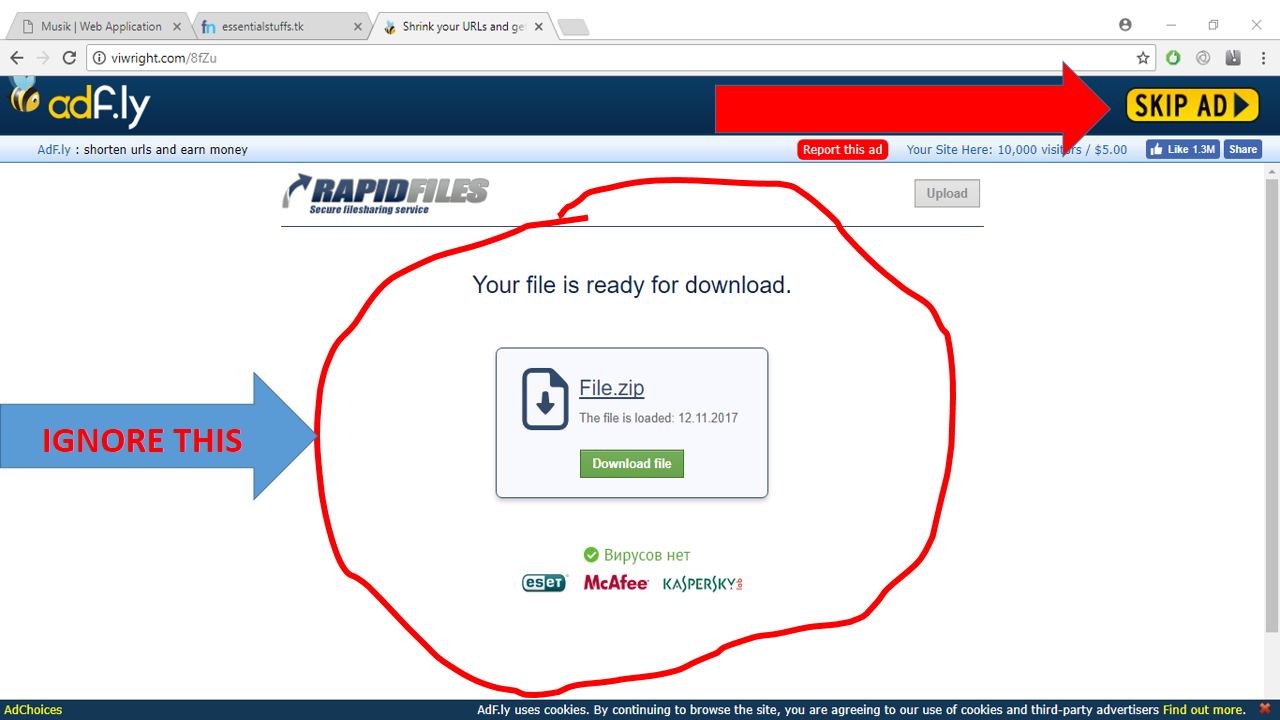 Musik | Web Application
essentialstuffs.tk
Shrink your URLs and ge
viwright.com/8fZu
adf.ly
SKIP AD
AdF.ly : shorten urls and earn money
Report this ad
Your Site Here: 10,000 visitors / $5.00
Like 1.3M
Share
RAPIDFILES
Secure filesharing service
Upload
Your file is ready for download.
File.zip
The file is loaded: 12.11.2017
Download file
IGNORE THIS
Вирусов нет
eseT
McAfee
KASPERSKY lab
AdChoices
AdF.ly uses cookies. By continuing to browse the site, you are agreeing to our use of cookies and third-party advertisers Find out more.